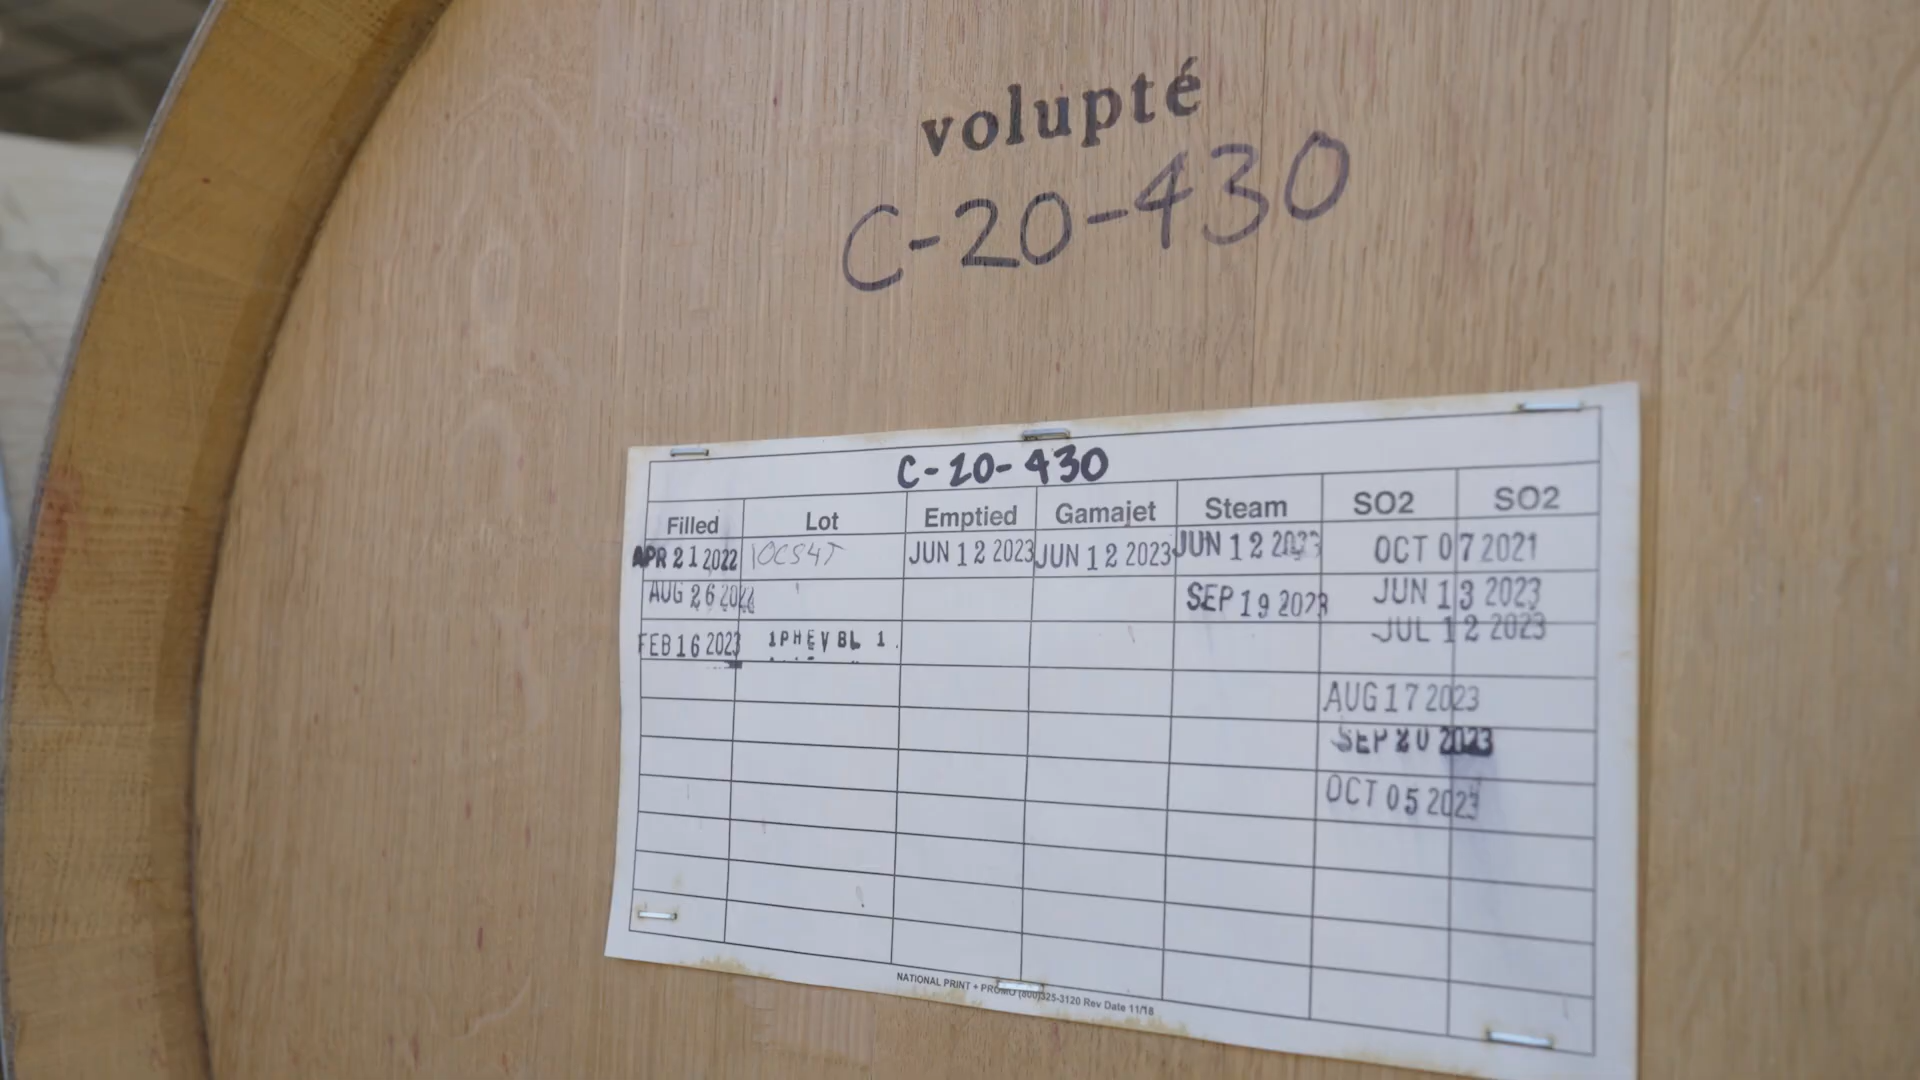 volupté
C-20-430
C-20-430
Filled Lot Emptied Gamajet Steam SO2 SO2
APR 21 2022 10CS4T JUN 12 2023 JUN 12 2023 JUN 12 2023 OCT 07 2021
AUG 26 2022 SEP 19 2023 JUN 13 2023
JUL 12 2023
FEB 16 2023 1PHEVBL 1
AUG 17 2023
SEP 20 2023
OCT 05 2023
NATIONAL PRINT + PROMO (800)325-3120 Rev Date 11/18